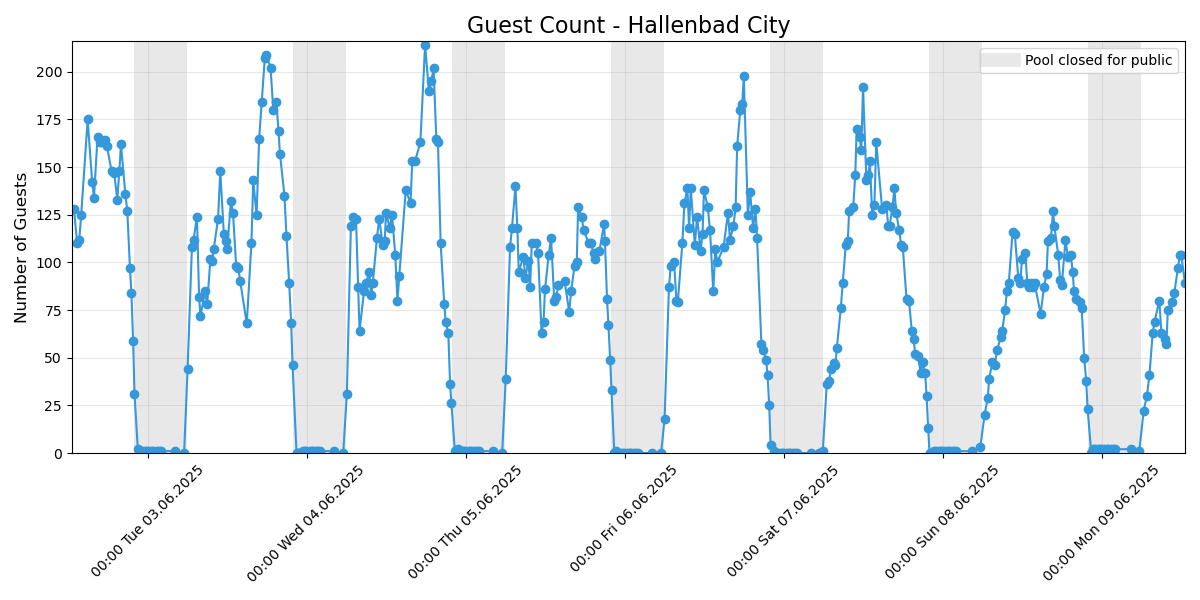 Guest Count - Hallenbad City
Pool closed for public
Number of Guests
200
175
150
125
100
75
50
25
0
00:00 Tue 03.06.2025
00:00 Wed 04.06.2025
00:00 Thu 05.06.2025
00:00 Fri 06.06.2025
00:00 Sat 07.06.2025
00:00 Sun 08.06.2025
00:00 Mon 09.06.2025